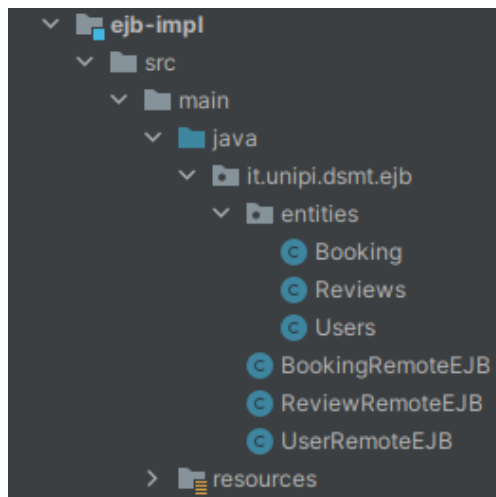 ejb-impl
src
main
java
it.unipi.dsmt.ejb
entities
Booking
Reviews
Users
BookingRemoteEJB
ReviewRemoteEJB
UserRemoteEJB
resources